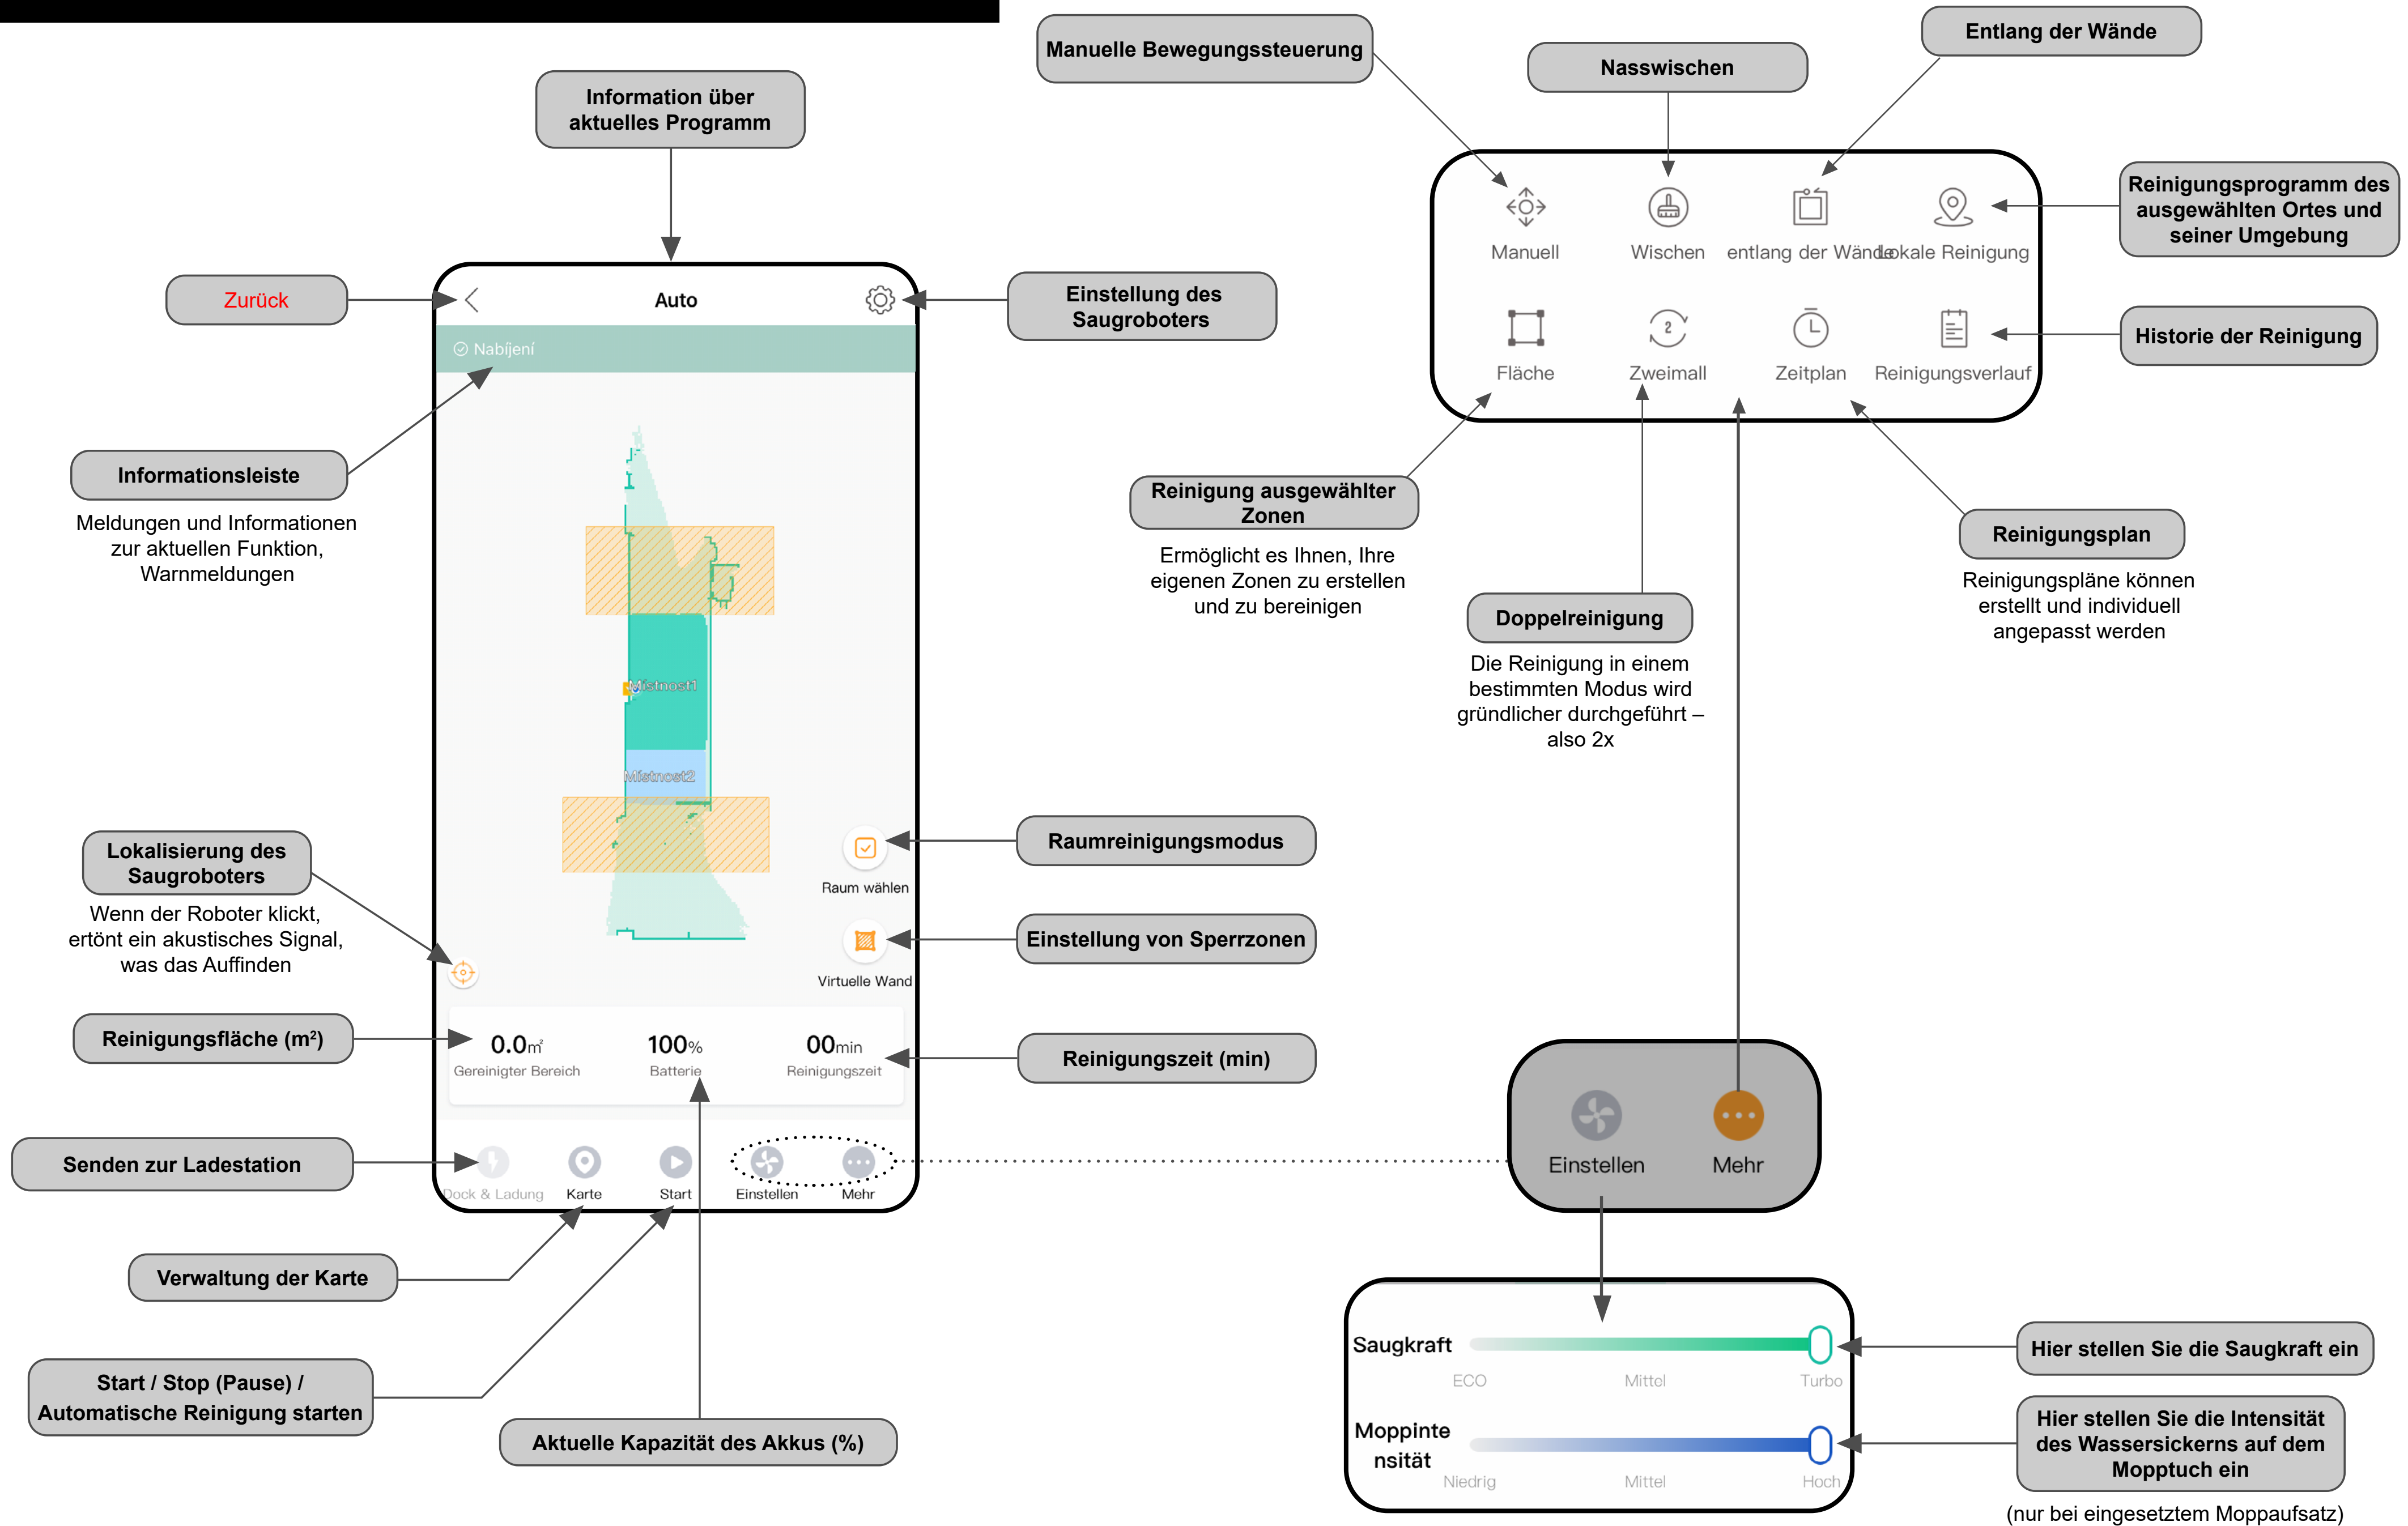 Manuelle Bewegungssteuerung
Nasswischen
Entlang der Wände
Information über
aktuelles Programm
Reinigungsprogramm des
ausgewählten Ortes und
seiner Umgebung
Manuell
Wischen
entlang der Wände
Lokale Reinigung
Zurück
Auto
Einstellung des
Saugroboters
Historie der Reinigung
Nabíjení
2
Fläche
Zweimall
Zeitplan
Reinigungsverlauf
Informationsleiste
Meldungen und Informationen
zur aktuellen Funktion,
Warnmeldungen
Reinigung ausgewählter
Zonen
Ermöglicht es Ihnen, Ihre
eigenen Zonen zu erstellen
und zu bereinigen
Reinigungsplan
Reinigungspläne können
erstellt und individuell
angepasst werden
Doppelreinigung
Die Reinigung in einem
bestimmten Modus wird
gründlicher durchgeführt –
also 2x
Místnost1
Místnost2
Lokalisierung des
Saugroboters
Wenn der Roboter klickt,
ertönt ein akustisches Signal,
was das Auffinden
Raumreinigungsmodus
Raum wählen
Einstellung von Sperrzonen
Virtuelle Wand
Reinigungsfläche (m²)
0.0㎡
Gereinigter Bereich
100%
Batterie
00min
Reinigungszeit
Reinigungszeit (min)
Senden zur Ladestation
Dock & Ladung
Karte
Start
Einstellen
Mehr
Einstellen
Mehr
Verwaltung der Karte
Start / Stop (Pause) /
Automatische Reinigung starten
Aktuelle Kapazität des Akkus (%)
Saugkraft
ECO
Mittel
Turbo
Hier stellen Sie die Saugkraft ein
Moppinte
nsität
Niedrig
Mittel
Hoch
Hier stellen Sie die Intensität
des Wassersickerns auf dem
Mopptuch ein
(nur bei eingesetztem Moppaufsatz)